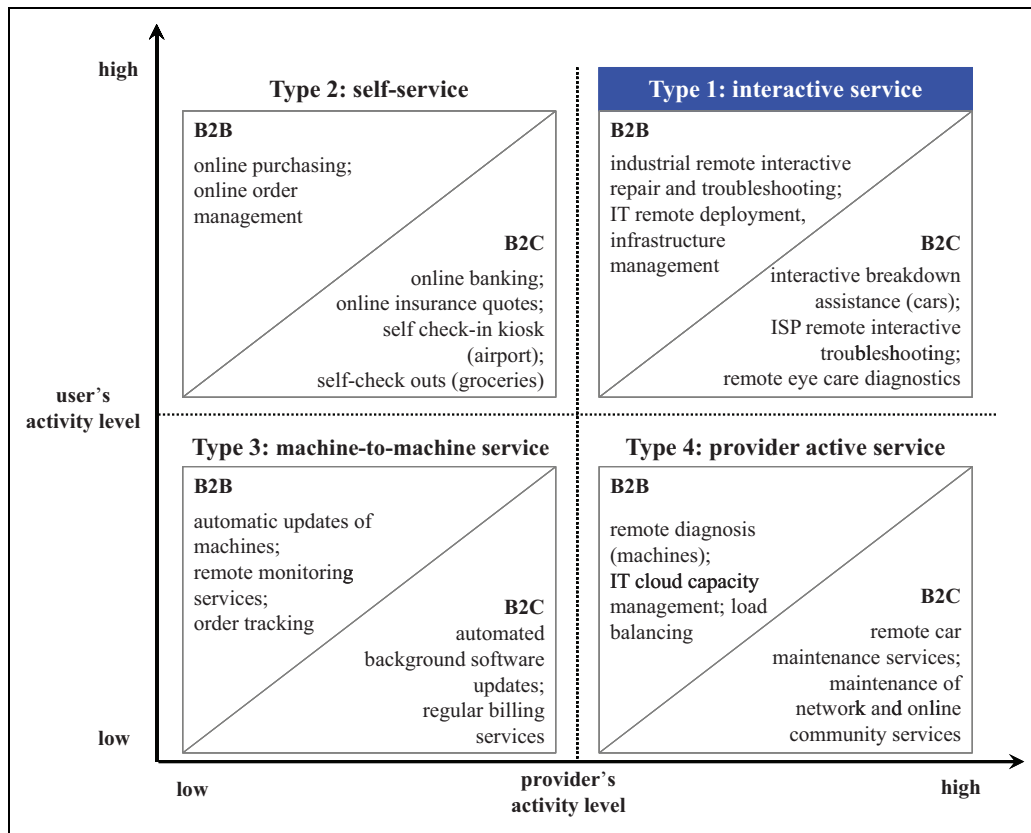 high
Type 2: self-service
B2B
online purchasing;
online order
management
B2C
online banking;
online insurance quotes;
self check-in kiosk
(airport);
self-check outs (groceries)
Type 1: interactive service
B2B
industrial remote interactive
repair and troubleshooting;
IT remote deployment,
infrastructure
management
B2C
interactive breakdown
assistance (cars);
ISP remote interactive
troubleshooting;
remote eye care diagnostics
user's
activity level
Type 3: machine-to-machine service
B2B
automatic updates of
machines;
remote monitoring
services;
order tracking
B2C
automated
background software
updates;
regular billing
services
Type 4: provider active service
B2B
remote diagnosis
(machines);
IT cloud capacity
management; load
balancing
B2C
remote car
maintenance services;
maintenance of
network and online
community services
low
low
provider's
activity level
high